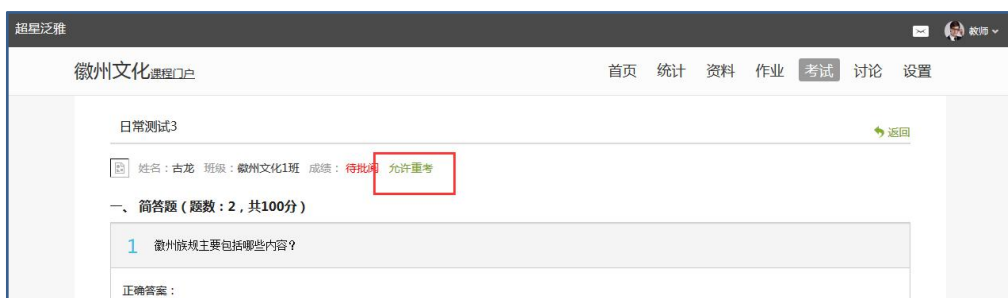 超星泛雅 教师
徽州文化 课程门户 首页 统计 资料 作业 考试 讨论 设置
日常测试3 返回
姓名：古龙 班级：徽州文化1班 成绩：待批阅 允许重考
一、 简答题（题数：2，共100分）
1 徽州族规主要包括哪些内容？
正确答案：